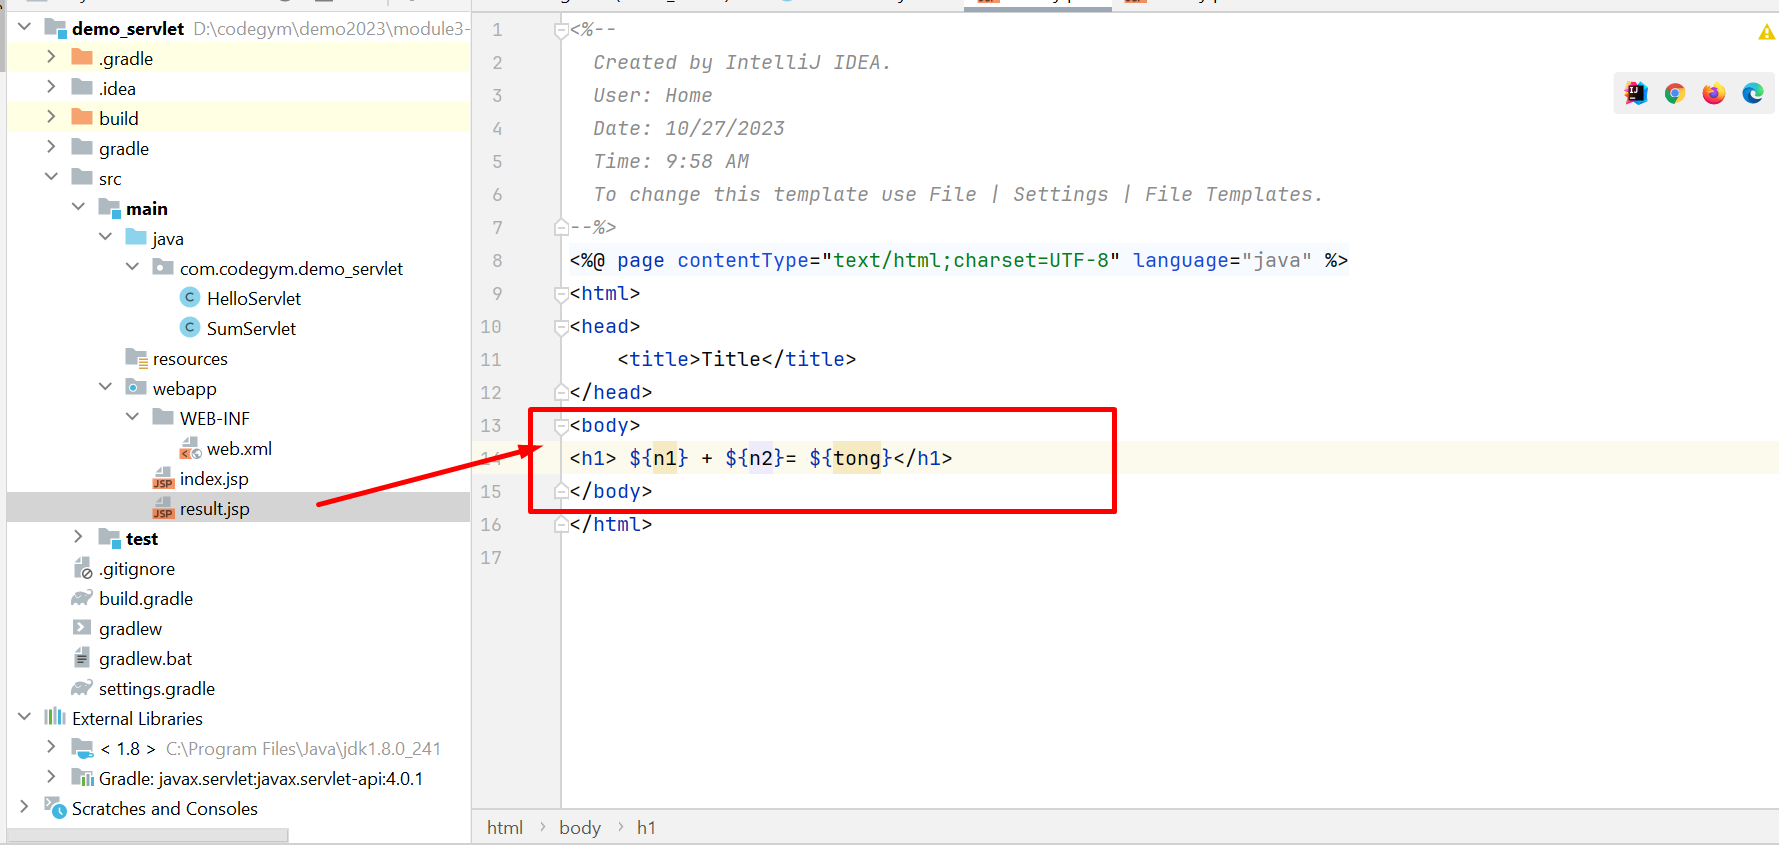 demo_servlet D:\codegym\demo2023\module3-
.gradle
.idea
build
gradle
src
main
java
com.codegym.demo_servlet
HelloServlet
SumServlet
resources
webapp
WEB-INF
web.xml
index.jsp
result.jsp
test
.gitignore
build.gradle
gradlew
gradlew.bat
settings.gradle
External Libraries
< 1.8 > C:\Program Files\Java\jdk1.8.0_241
Gradle: javax.servlet:javax.servlet-api:4.0.1
Scratches and Consoles
1 <%--
2 Created by IntelliJ IDEA.
3 User: Home
4 Date: 10/27/2023
5 Time: 9:58 AM
6 To change this template use File | Settings | File Templates.
7 --%>
8 <%@ page contentType="text/html;charset=UTF-8" language="java" %>
9 <html>
10 <head>
11 <title>Title</title>
12 </head>
13 <body>
14 <h1> ${n1} + ${n2}= ${tong}</h1>
15 </body>
16 </html>
17
html › body › h1